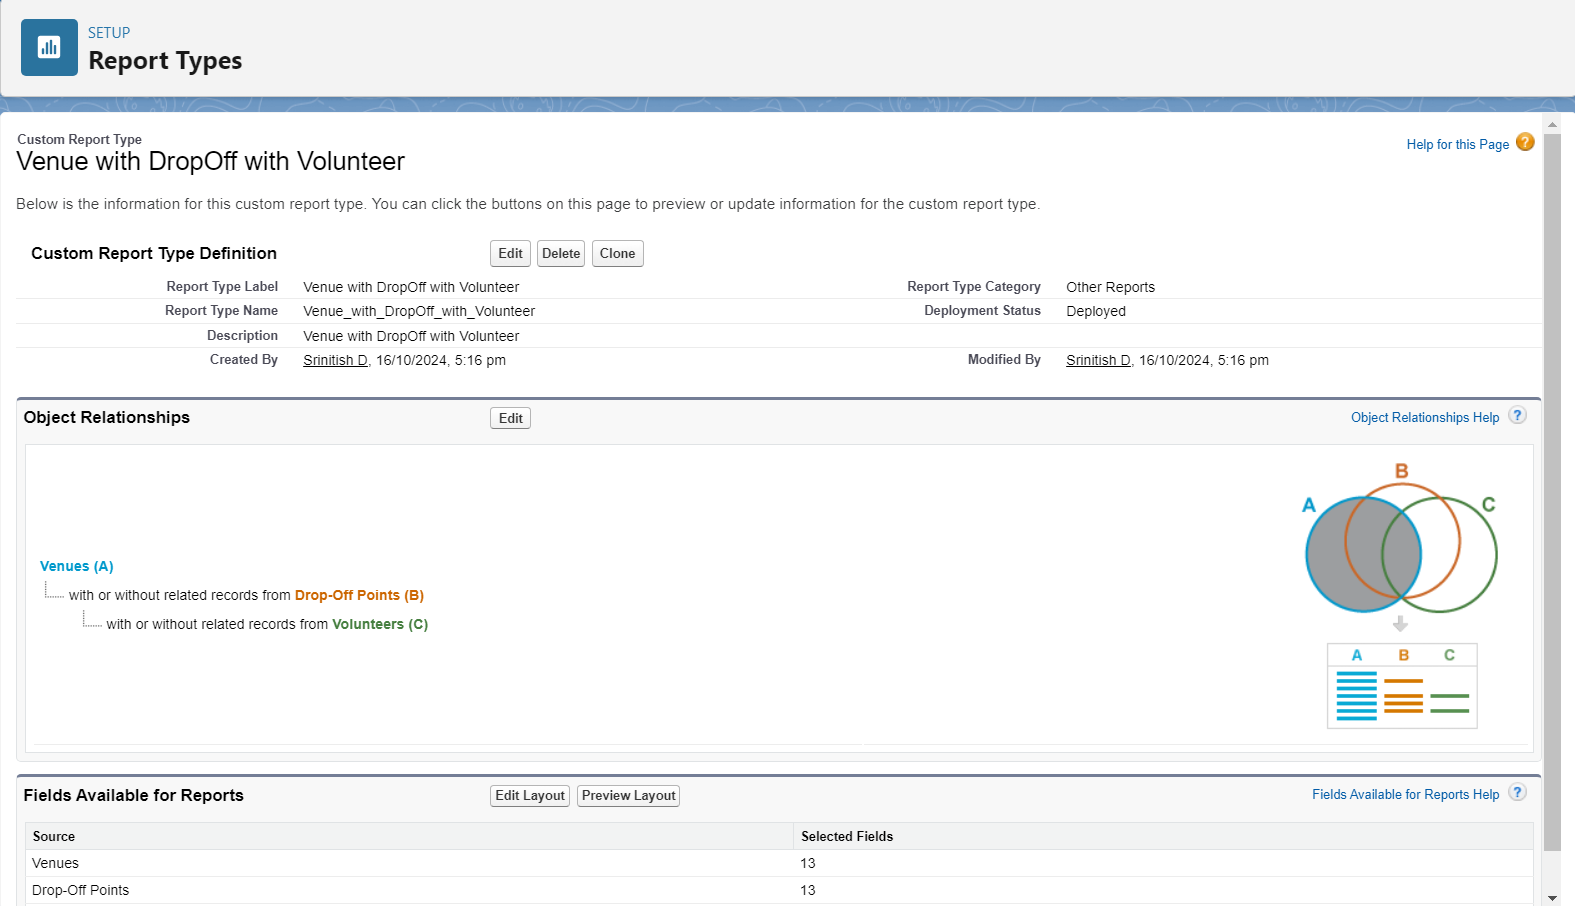 SETUP
Report Types
Custom Report Type
Venue with DropOff with Volunteer
Help for this Page
Below is the information for this custom report type. You can click the buttons on this page to preview or update information for the custom report type.
Custom Report Type Definition
Edit Delete Clone
Report Type Label Venue with DropOff with Volunteer Report Type Category Other Reports
Report Type Name Venue_with_DropOff_with_Volunteer Deployment Status Deployed
Description Venue with DropOff with Volunteer
Created By Srinitish D, 16/10/2024, 5:16 pm Modified By Srinitish D, 16/10/2024, 5:16 pm
Object Relationships Edit Object Relationships Help ?
Venues (A)
with or without related records from Drop-Off Points (B)
with or without related records from Volunteers (C)
B
A C
A B C
Fields Available for Reports Edit Layout Preview Layout Fields Available for Reports Help ?
Source Selected Fields
Venues 13
Drop-Off Points 13